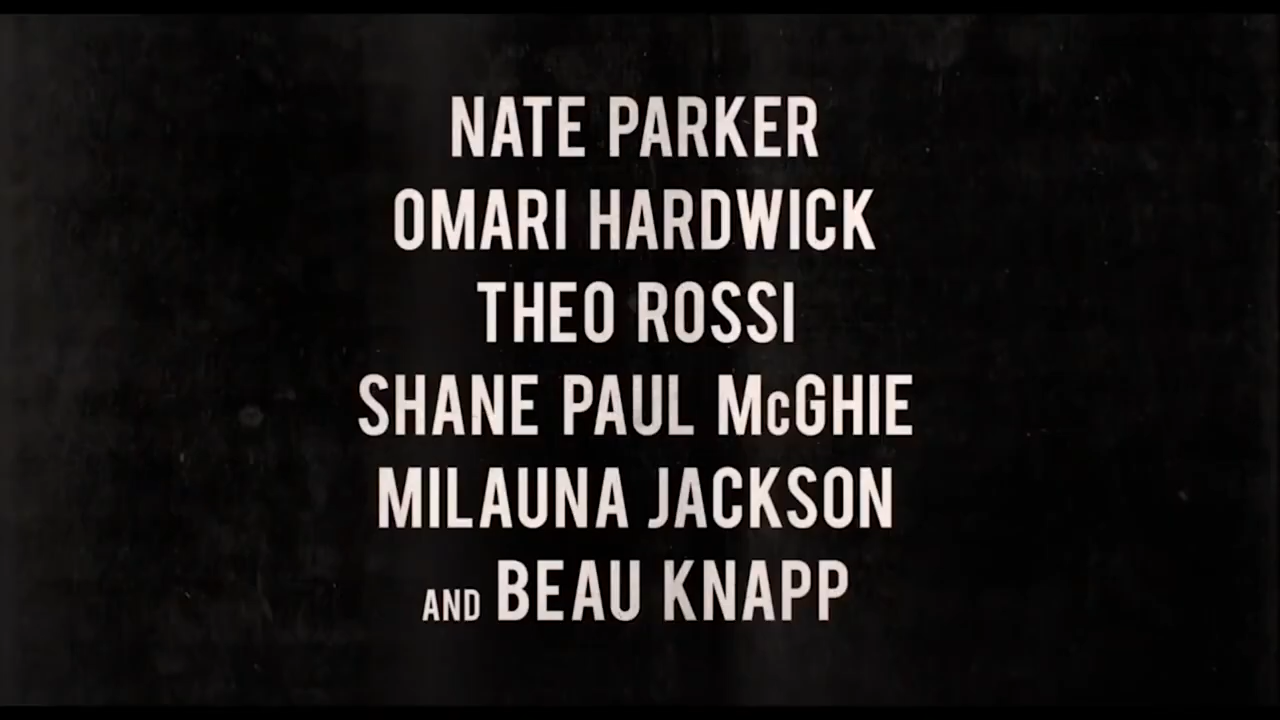 NATE PARKER
OMARI HARDWICK
THEO ROSSI
SHANE PAUL McGHIE
MILAUNA JACKSON
AND BEAU KNAPP